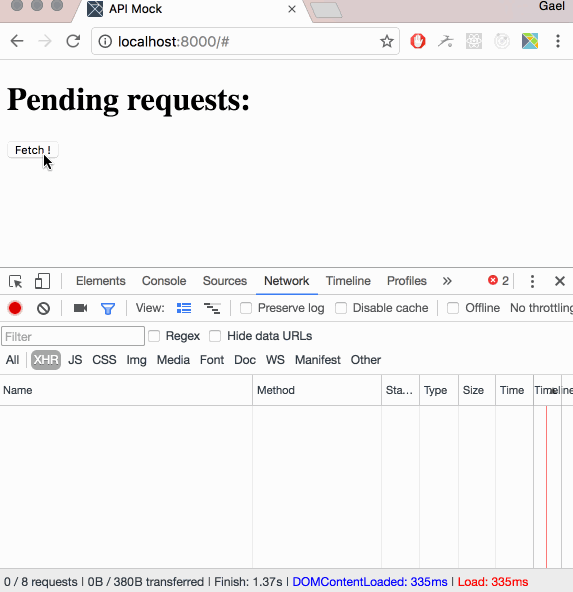 API Mock
Gael
localhost:8000/#
Pending requests:
Fetch !
Elements Console Sources Network Timeline Profiles » 2
View: Preserve log Disable cache Offline No throttling
Filter Regex Hide data URLs
All XHR JS CSS Img Media Font Doc WS Manifest Other
Name Method Sta… Type Size Time Timeline
0 / 8 requests | 0B / 380B transferred | Finish: 1.37s | DOMContentLoaded: 335ms | Load: 335ms